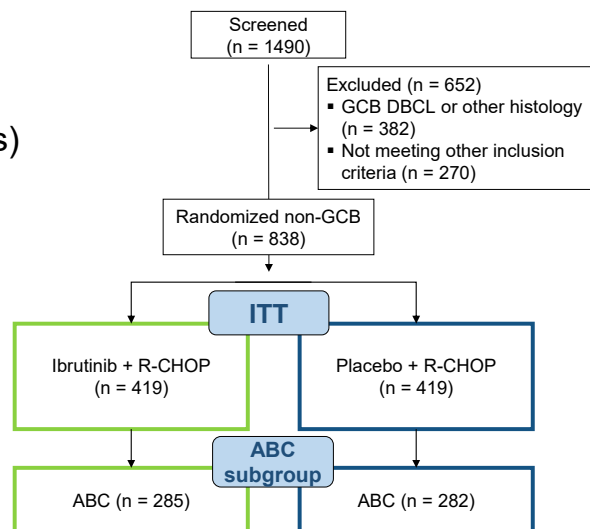 Screened
(n = 1490)
Excluded (n = 652)
▪ GCB DBCL or other histology
(n = 382)
▪ Not meeting other inclusion
criteria (n = 270)
s)
Randomized non-GCB
(n = 838)
ITT
Ibrutinib + R-CHOP
(n = 419)
Placebo + R-CHOP
(n = 419)
ABC
subgroup
ABC (n = 285)
ABC (n = 282)